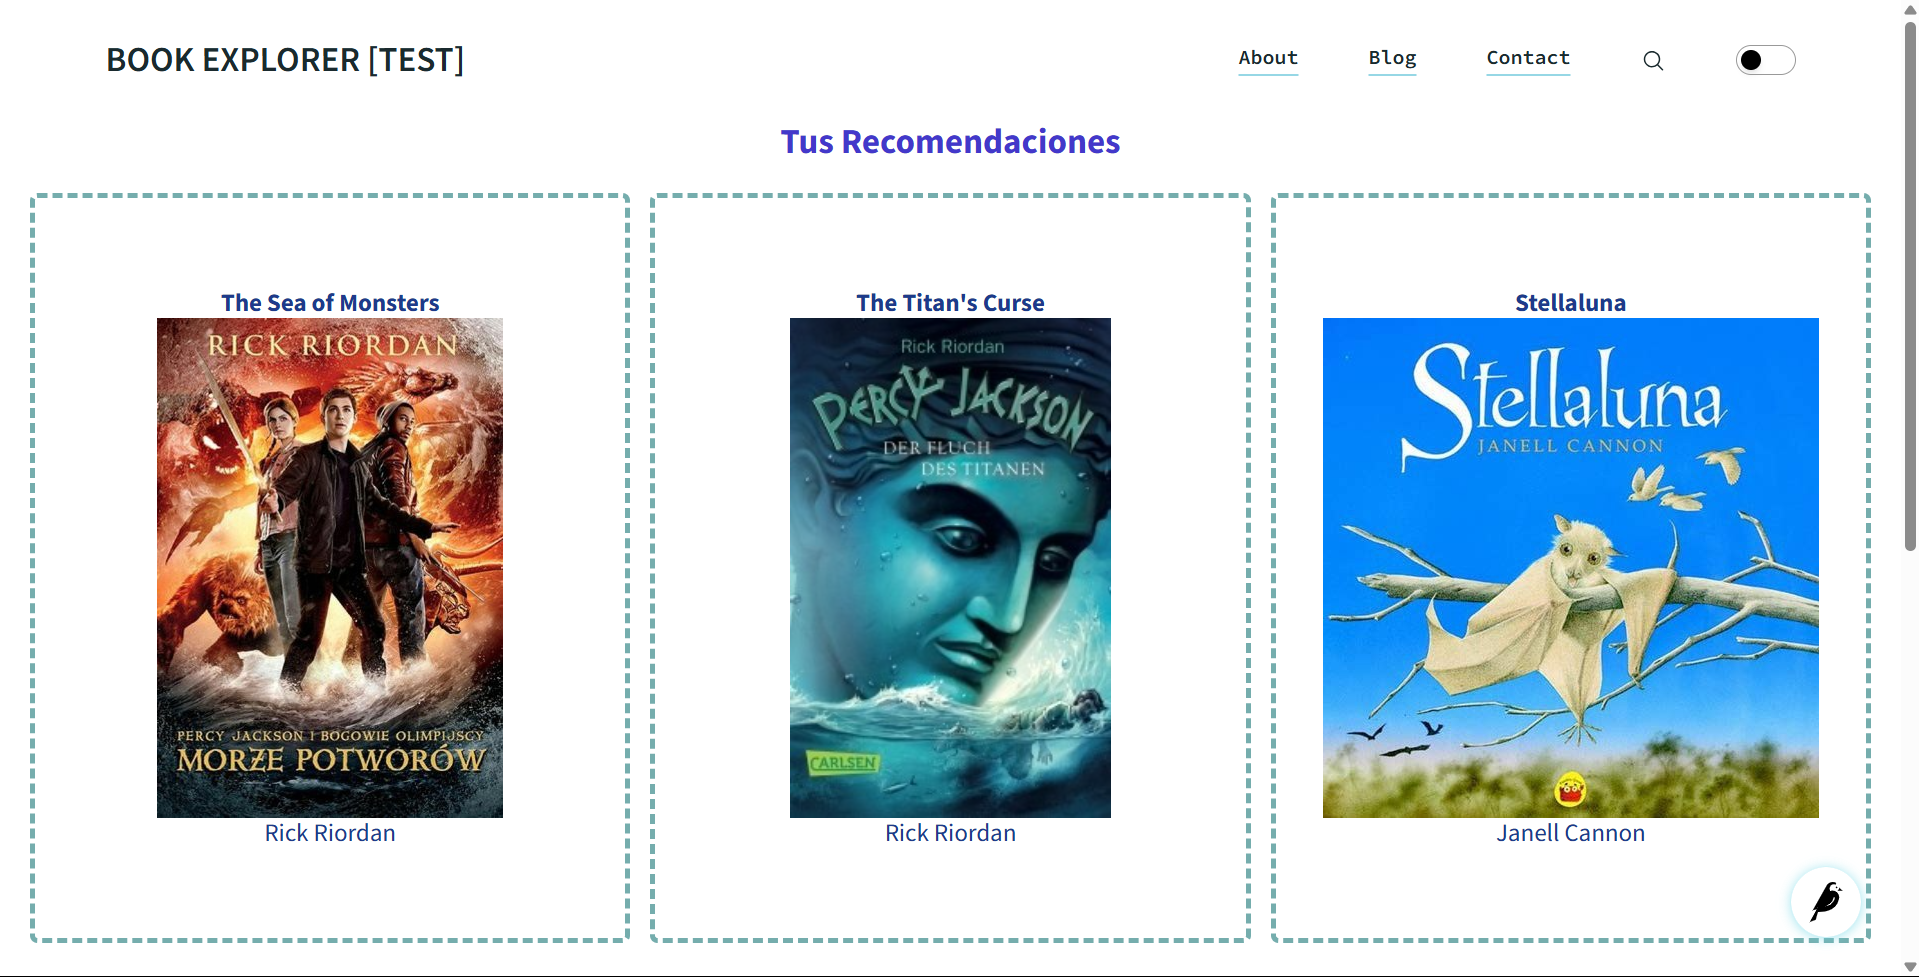 BOOK EXPLORER [TEST]
About
Blog
Contact
Tus Recomendaciones
The Sea of Monsters
RICK RIORDAN
PERCY JACKSON I BOGOWIE OLIMPIJSCY
MORZE POTWORÓW
Rick Riordan
The Titan's Curse
Rick Riordan
PERCY JACKSON
DER FLUCH
DES TITANEN
CARLSEN
Rick Riordan
Stellaluna
Stellaluna
JANELL CANNON
Janell Cannon